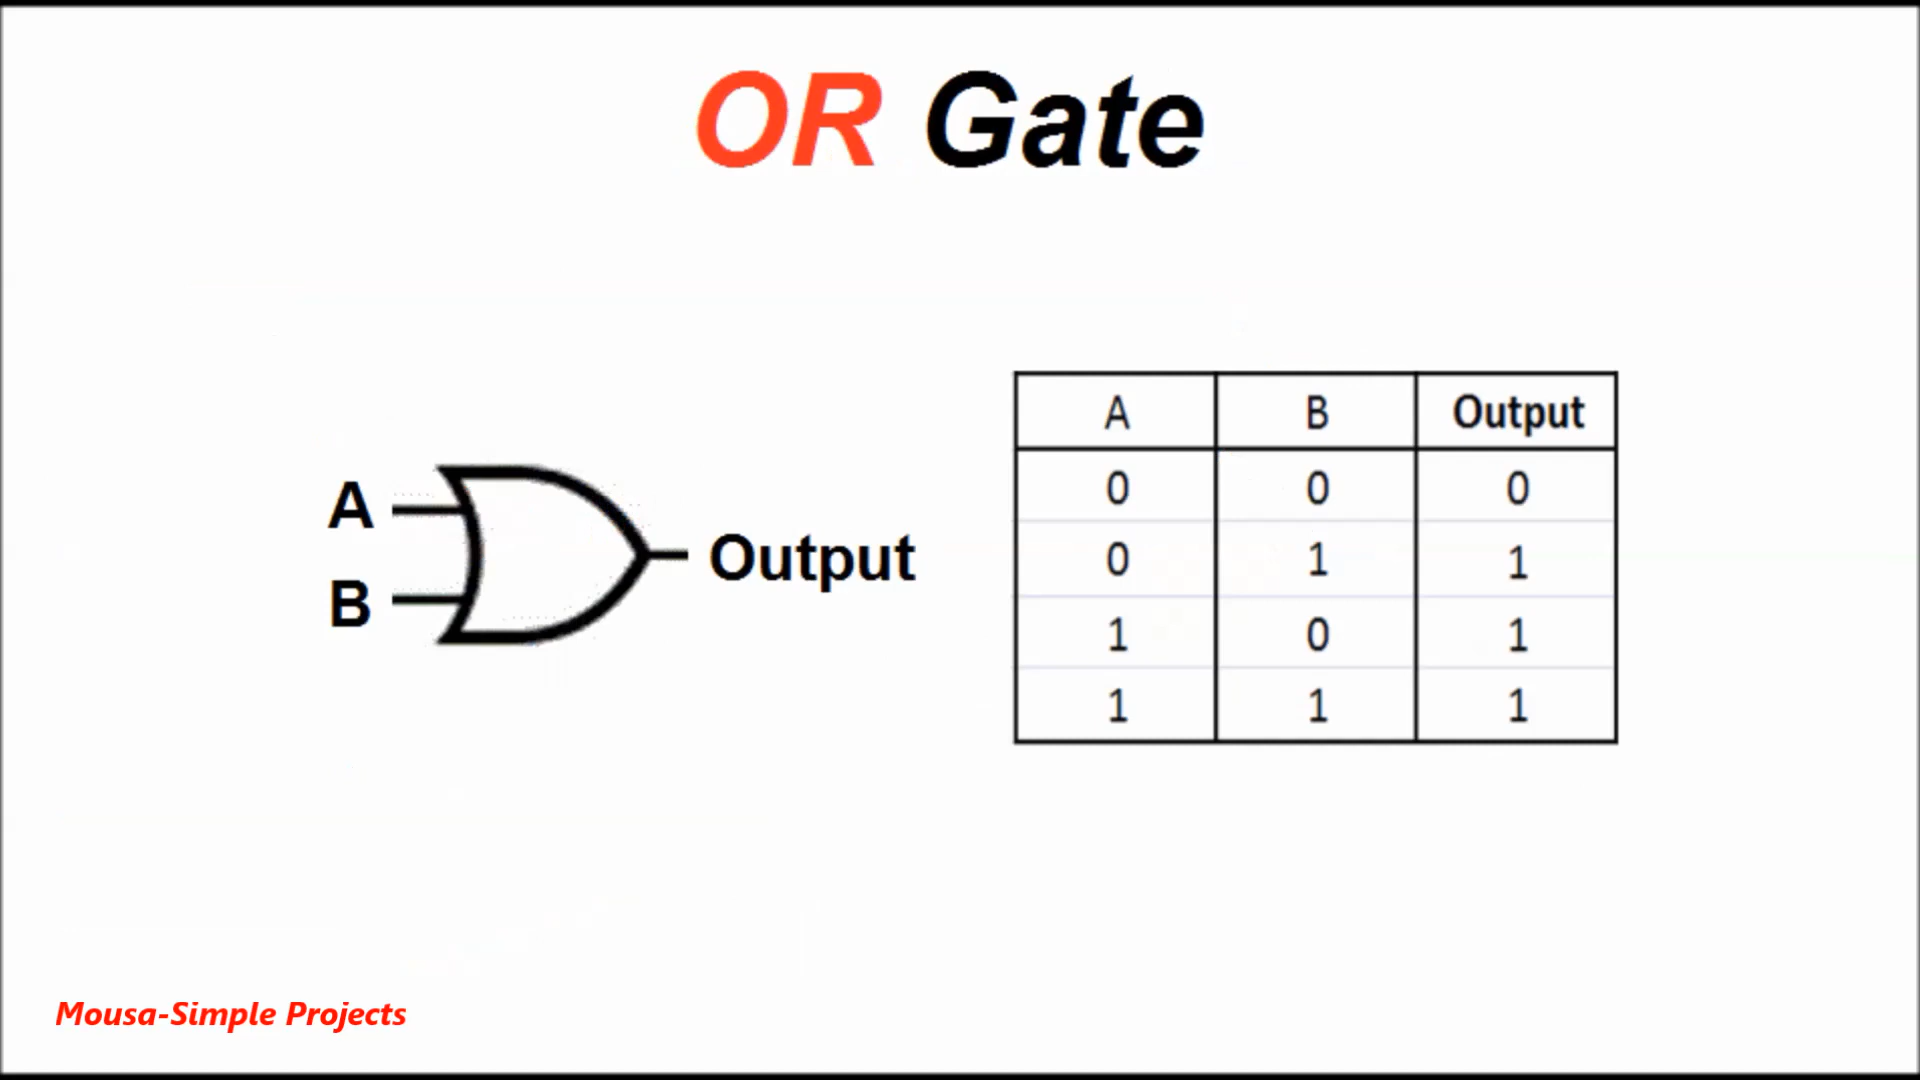 OR Gate
A
B
Output
A B Output
0 0 0
0 1 1
1 0 1
1 1 1
Mousa-Simple Projects